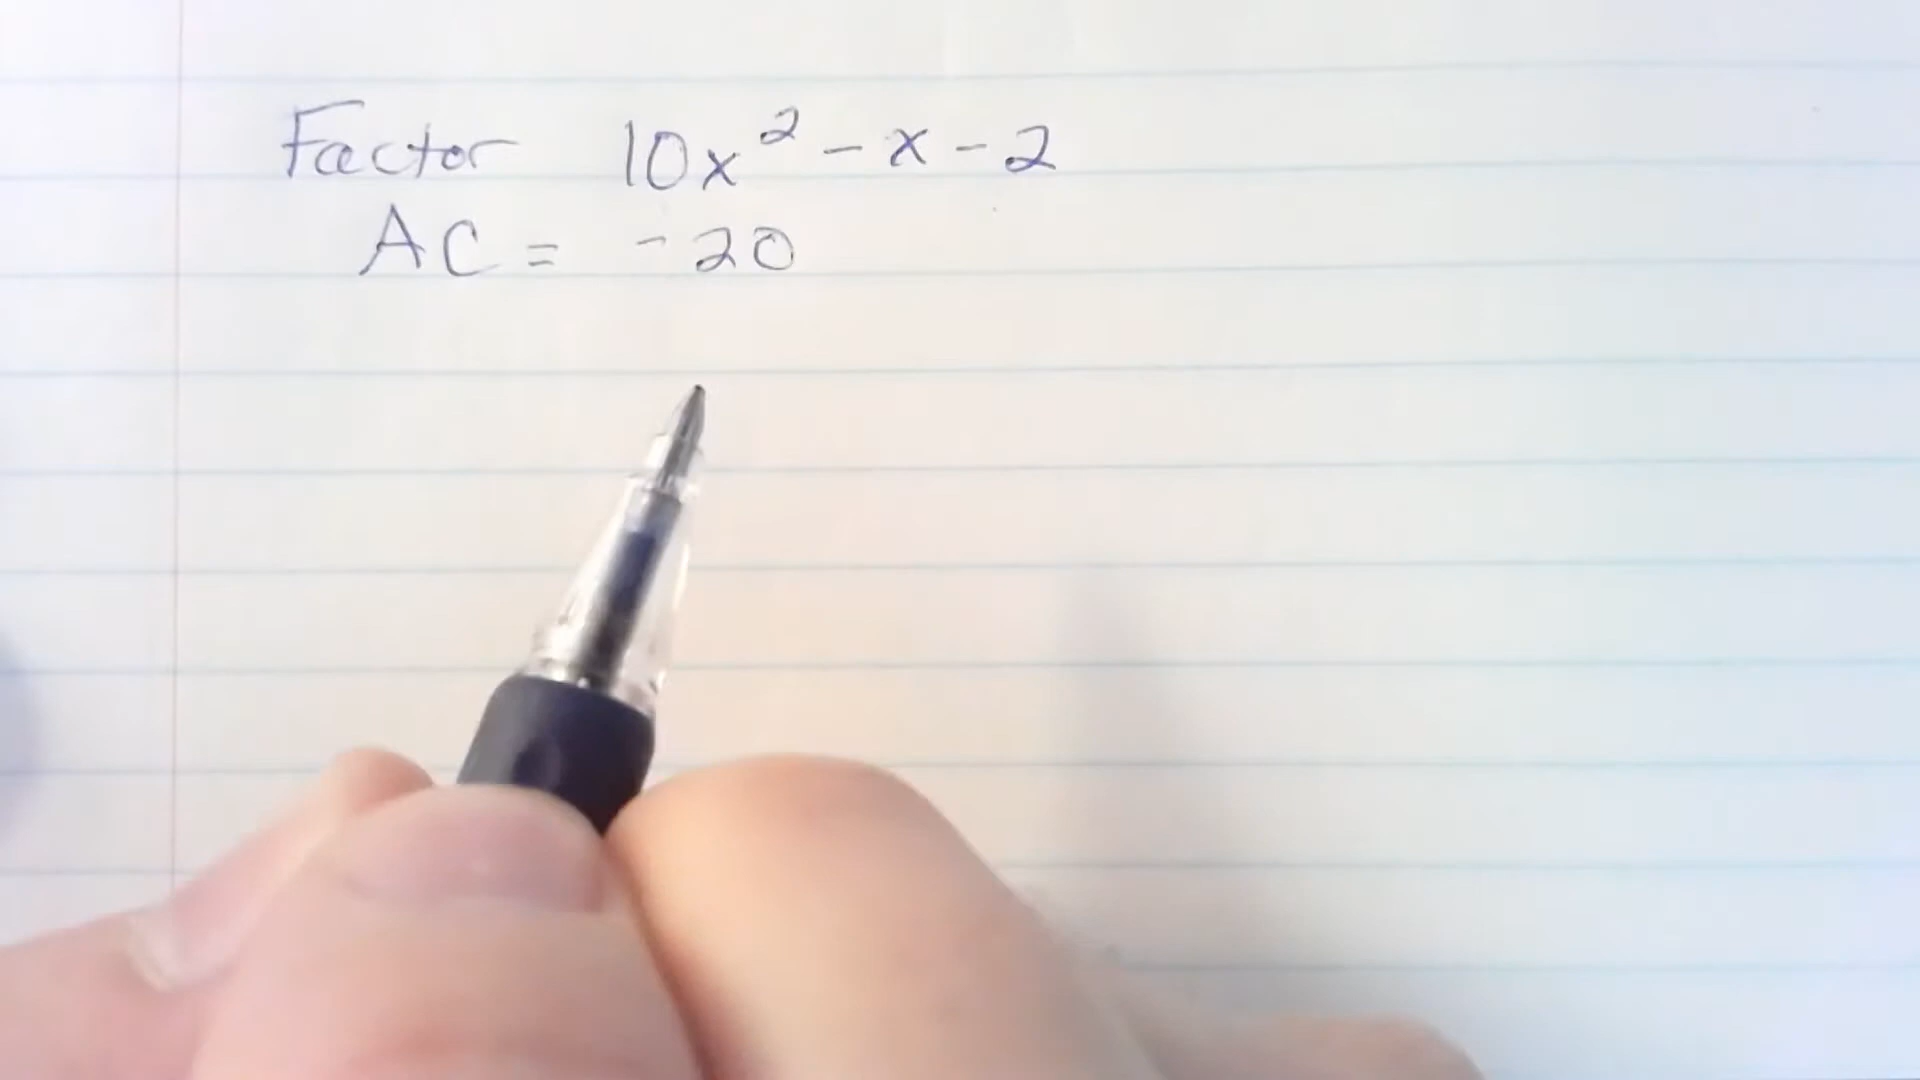 Factor 10x² - x - 2
AC = -20